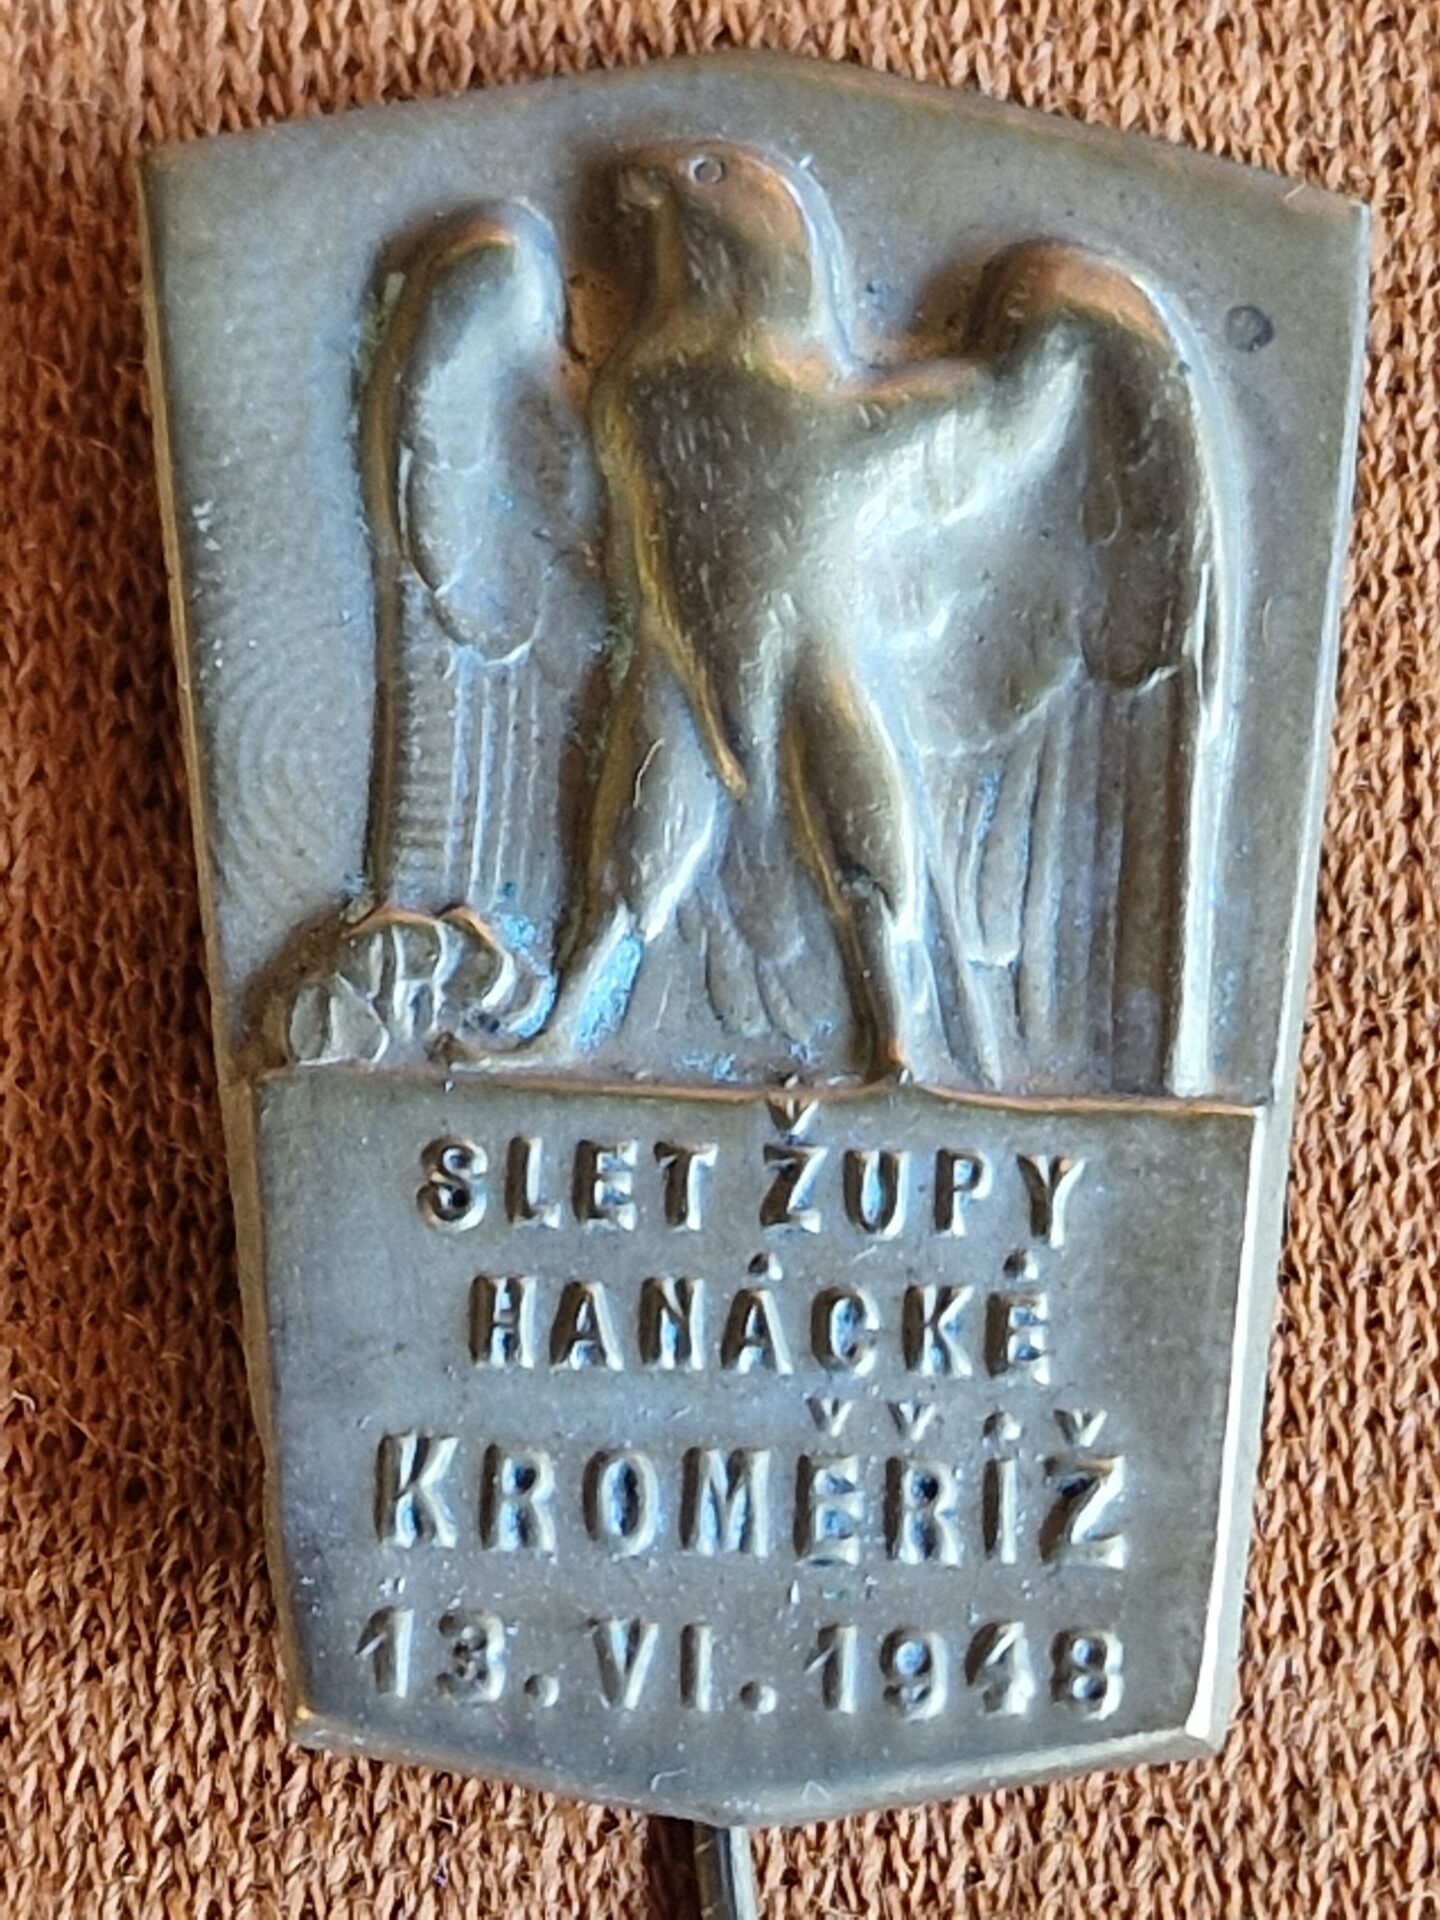 SLET ŽUPY
HANÁCKÉ
KROMĚŘÍŽ
13. VI. 1948